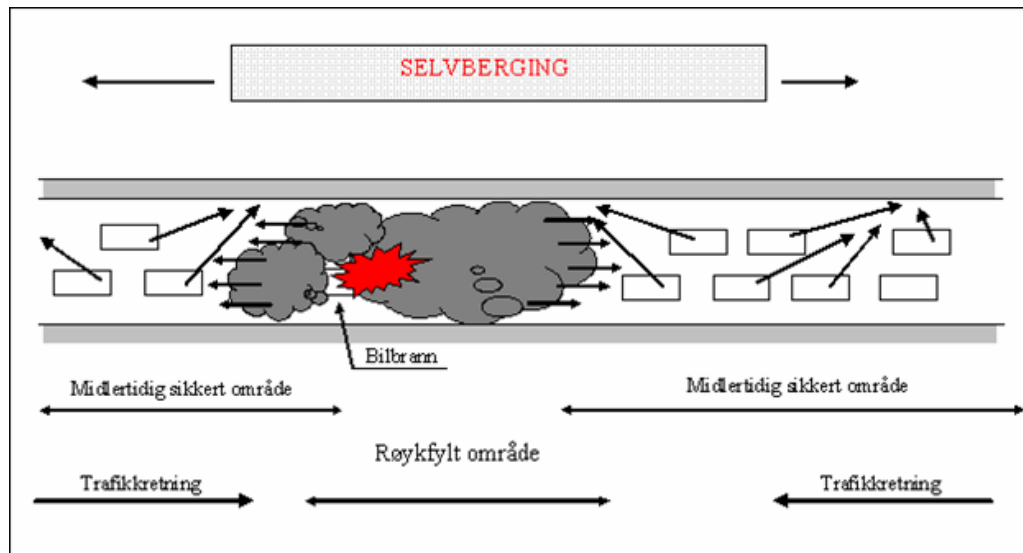 SELVBERGING
Bilbrann
Midlertidig sikkert område
Midlertidig sikkert område
Røykfylt område
Trafikkretning
Trafikkretning